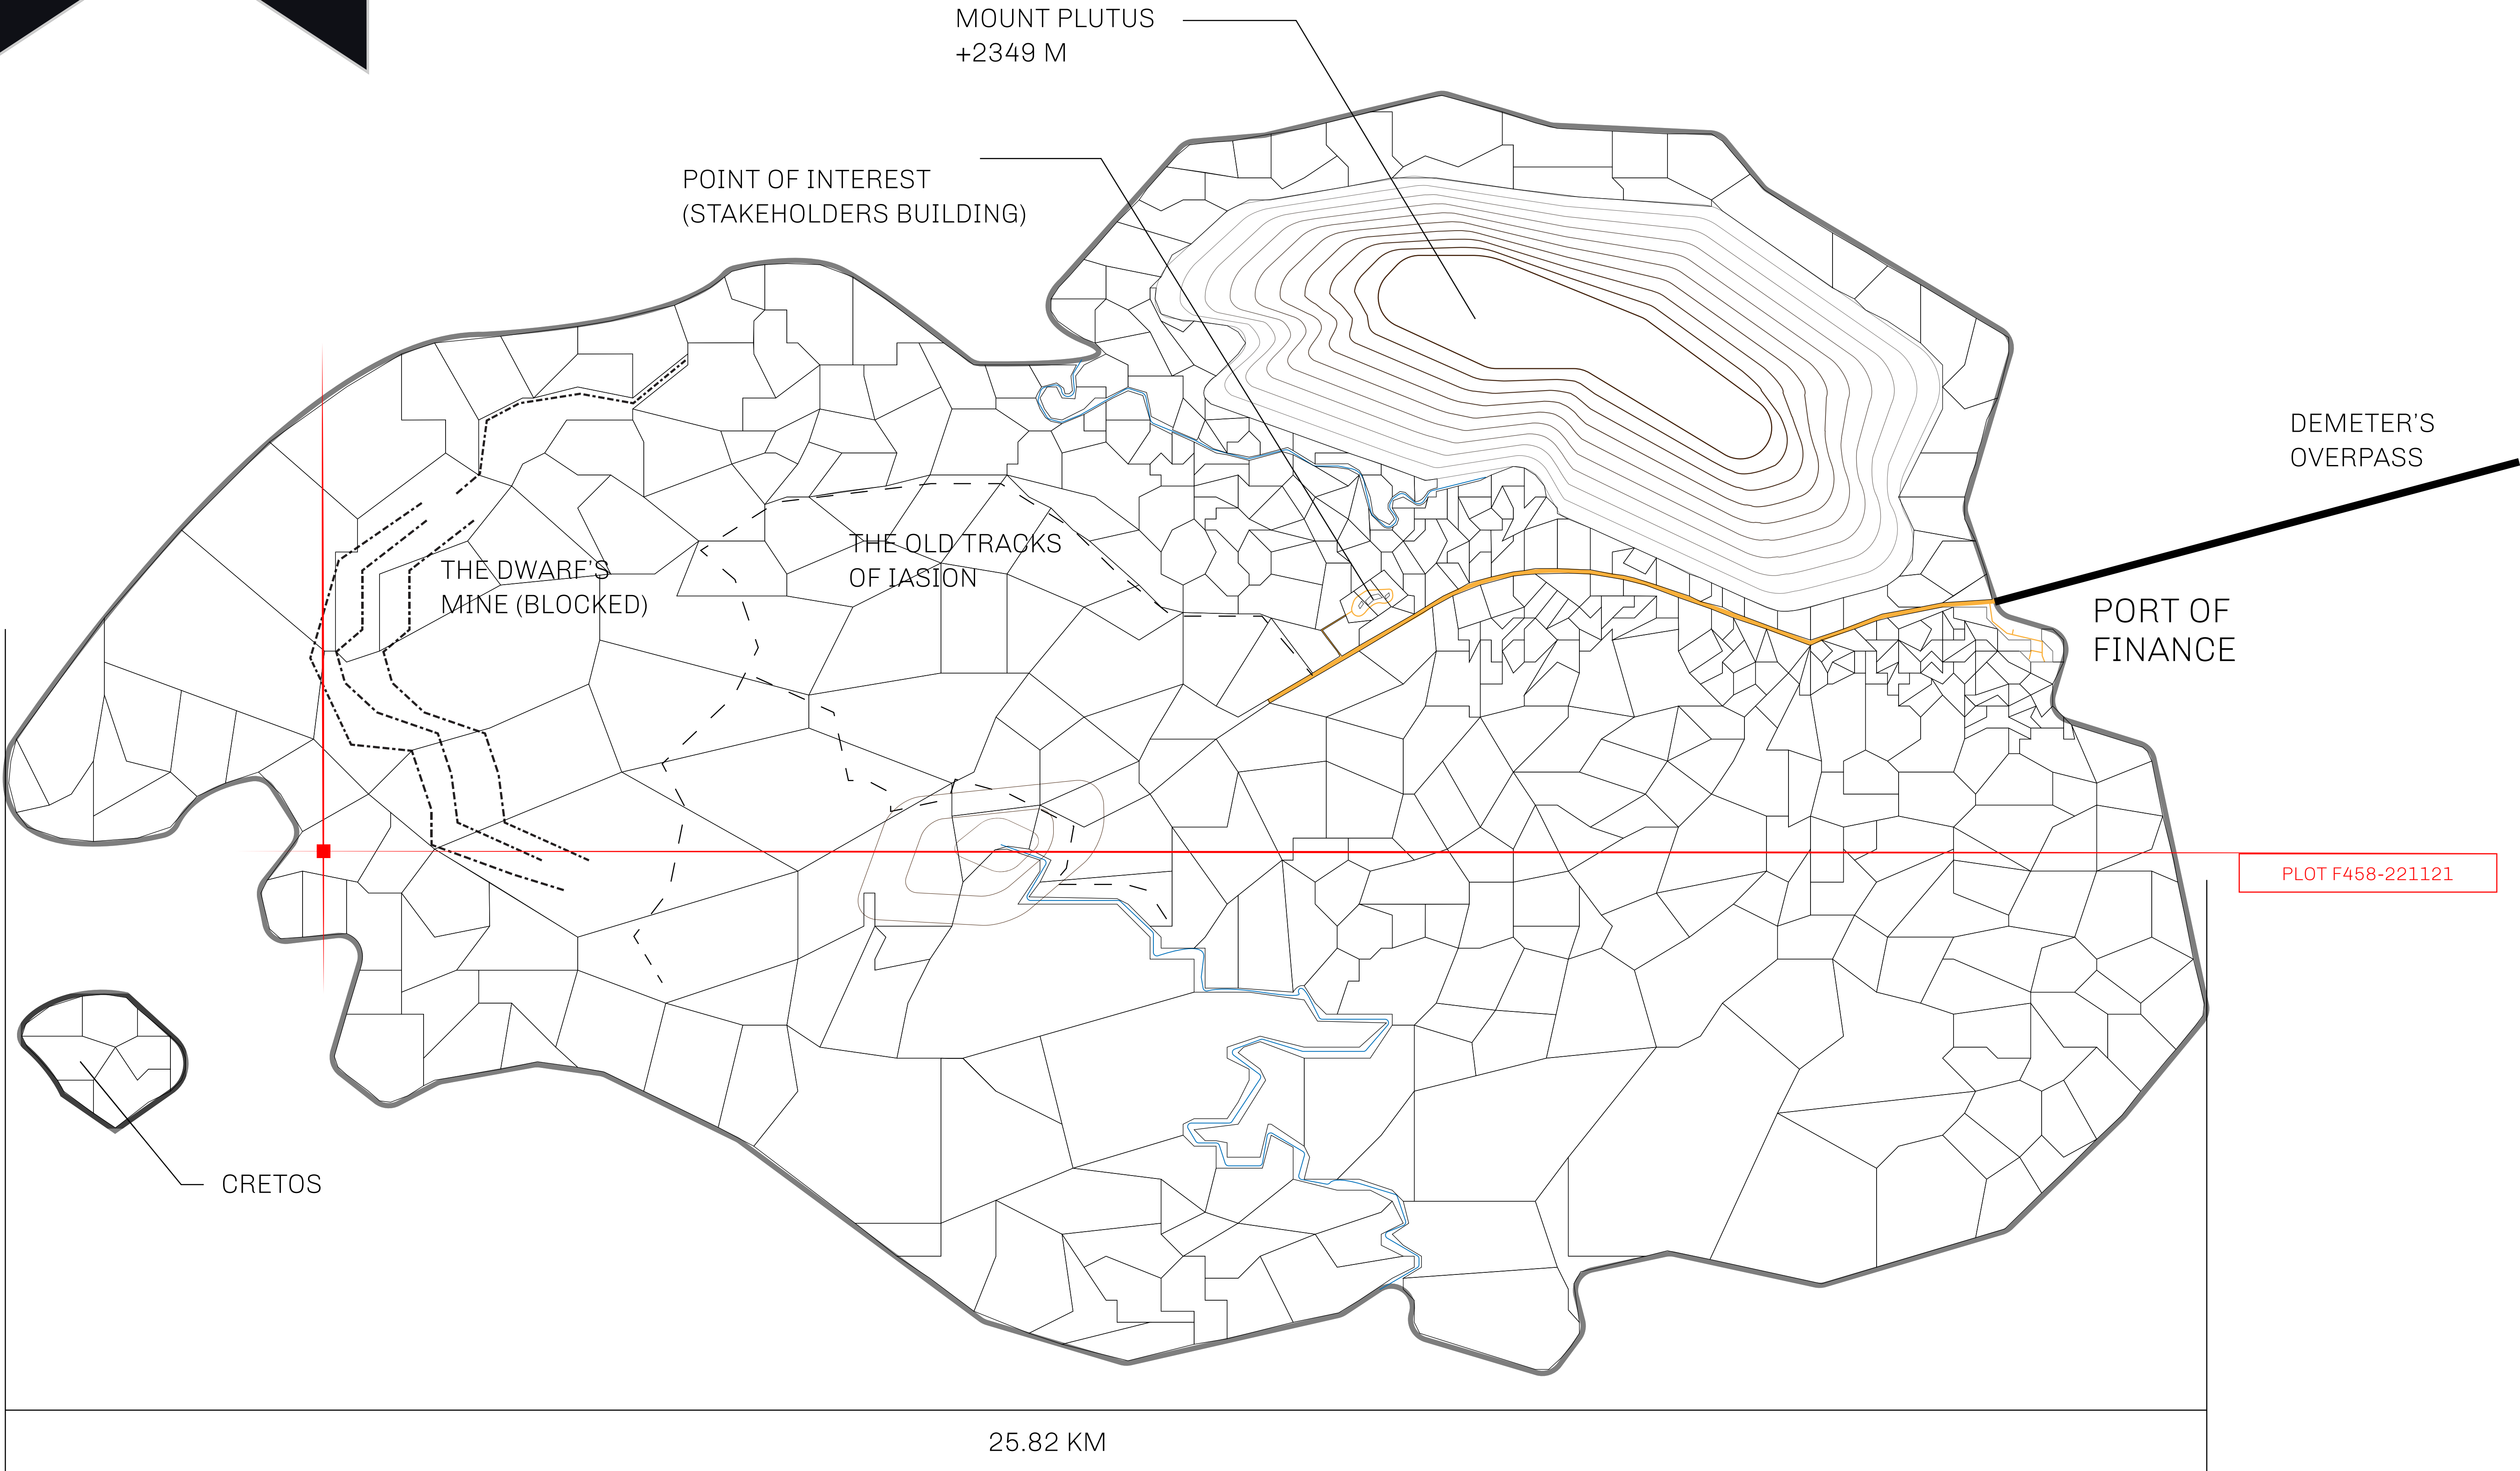 MOUNT PLUTUS
+2349 M
POINT OF INTEREST
(STAKEHOLDERS BUILDING)
DEMETER'S
OVERPASS
THE OLD TRACKS
OF IASION
THE DWARF'S
MINE (BLOCKED)
PORT OF
FINANCE
PLOT F458-221121
CRETOS
25.82 KM